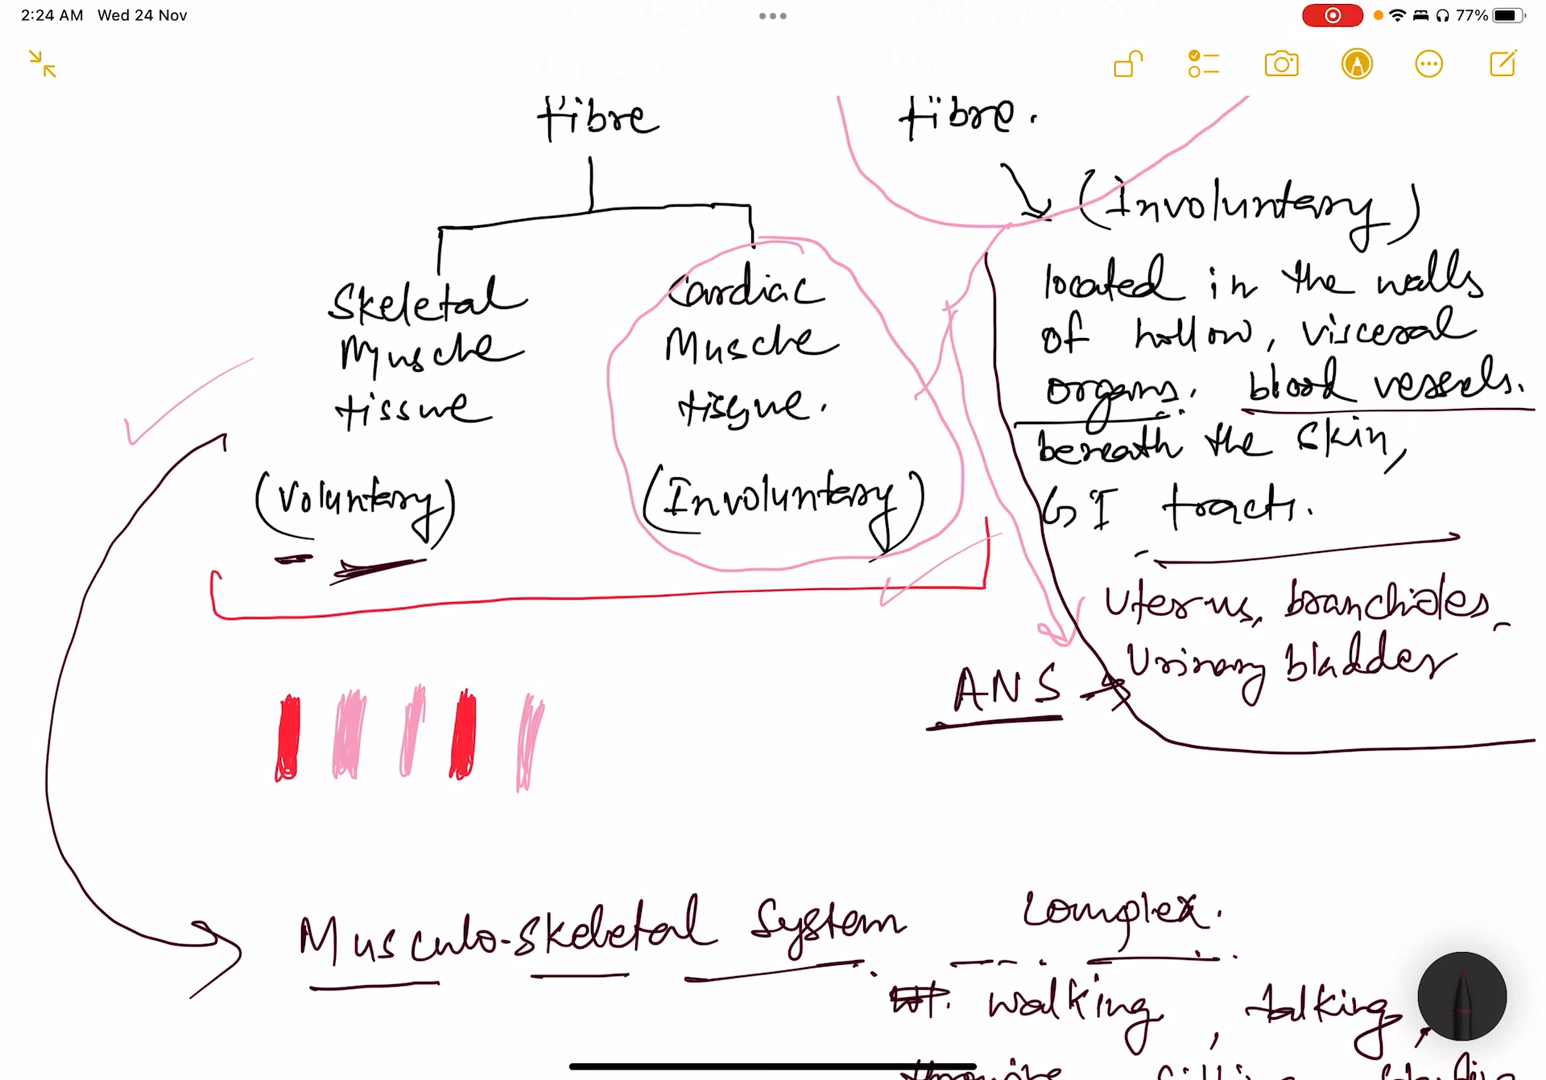 2:24 AM Wed 24 Nov
77%
fibre
fibre.
(Involuntary)
located in the walls
of hollow, visceral
organs. blood vessels.
beneath the skin,
GI tracts.
Uterus, branchioles,
Urinary bladder
Skeletal
Muscle
tissue
(Voluntary)
Cardiac
Muscle
tissue.
(Involuntary)
ANS
Musculo-skeletal System complex.
walking, talking